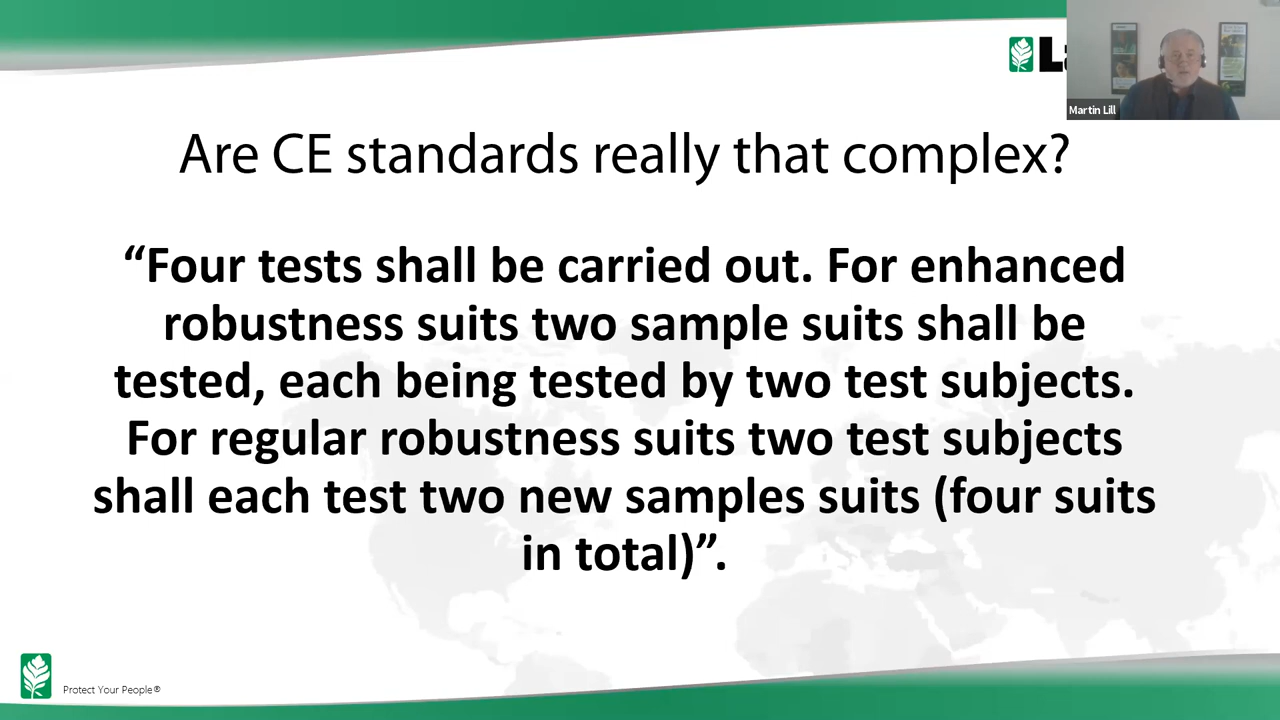 Martin Lill
Are CE standards really that complex?
“Four tests shall be carried out. For enhanced
robustness suits two sample suits shall be
tested, each being tested by two test subjects.
For regular robustness suits two test subjects
shall each test two new samples suits (four suits
in total)”.
Protect Your People®